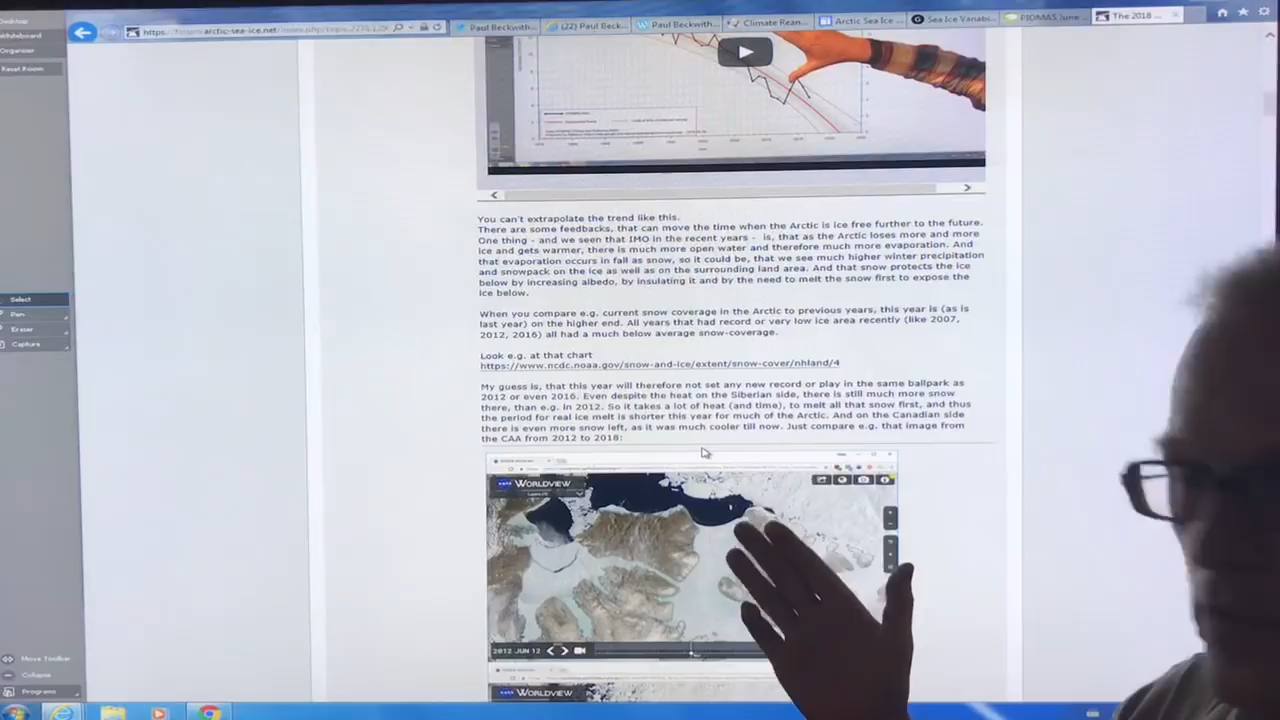 Desktop
Whiteboard
Organiser
Reset Room
Paul Beckwith...
(22) Paul Beck...
Paul Beckwith...
Climate Rean...
Arctic Sea Ice ...
Sea Ice Variabi...
PIOMAS June ...
The 2018 ...
You can't extrapolate the trend like this.
There are some feedbacks, that can move the time when the Arctic is ice free further to the future.
One thing - and we seen that IMO in the recent years - is, that as the Arctic loses more and more
ice and gets warmer, there is much more open water and therefore much more evaporation. And
that evaporation occurs in fall as snow, so it could be, that we see much higher winter precipitation
and snowpack on the ice as well as on the surrounding land area. And that snow protects the ice
below by increasing albedo, by insulating it and by the need to melt the snow first to expose the
ice below.
When you compare e.g. current snow coverage in the Arctic to previous years, this year is (as is
last year) on the higher end. All years that had record or very low ice area recently (like 2007,
2012, 2016) all had a much below average snow-coverage.
Look e.g. at that chart
https://www.ncdc.noaa.gov/snow-and-ice/extent/snow-cover/nhland/4
My guess is, that this year will therefore not set any new record or play in the same ballpark as
2012 or even 2016. Even despite the heat on the Siberian side, there is still much more snow
there, than e.g. in 2012. So it takes a lot of heat (and time), to melt all that snow first, and thus
the period for real ice melt is shorter this year for much of the Arctic. And on the Canadian side
there is even more snow left, as it was much cooler till now. Just compare e.g. that image from
the CAA from 2012 to 2018:
Select
Pen
Eraser
Capture
WORLDVIEW
2012 JUN 12
WORLDVIEW
Move Toolbar
Collapse
Programs